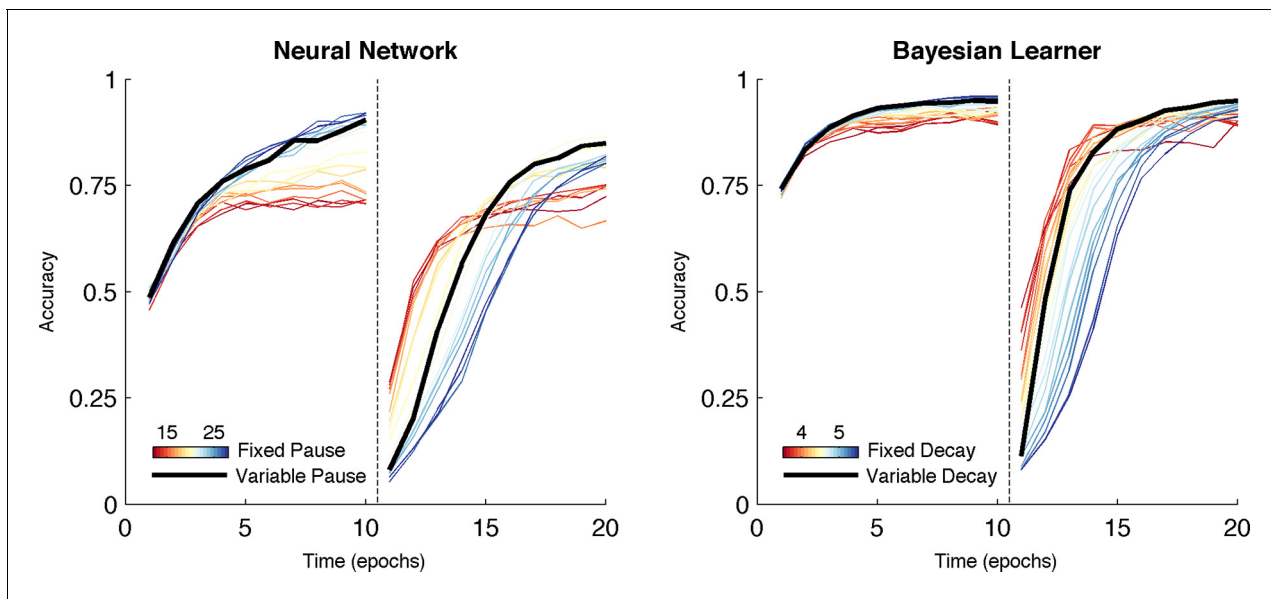 Neural Network
Accuracy
1
0.75
0.5
0.25
0
15 25
Fixed Pause
Variable Pause
0 5 10 15 20
Time (epochs)
Bayesian Learner
Accuracy
1
0.75
0.5
0.25
0
4 5
Fixed Decay
Variable Decay
0 5 10 15 20
Time (epochs)